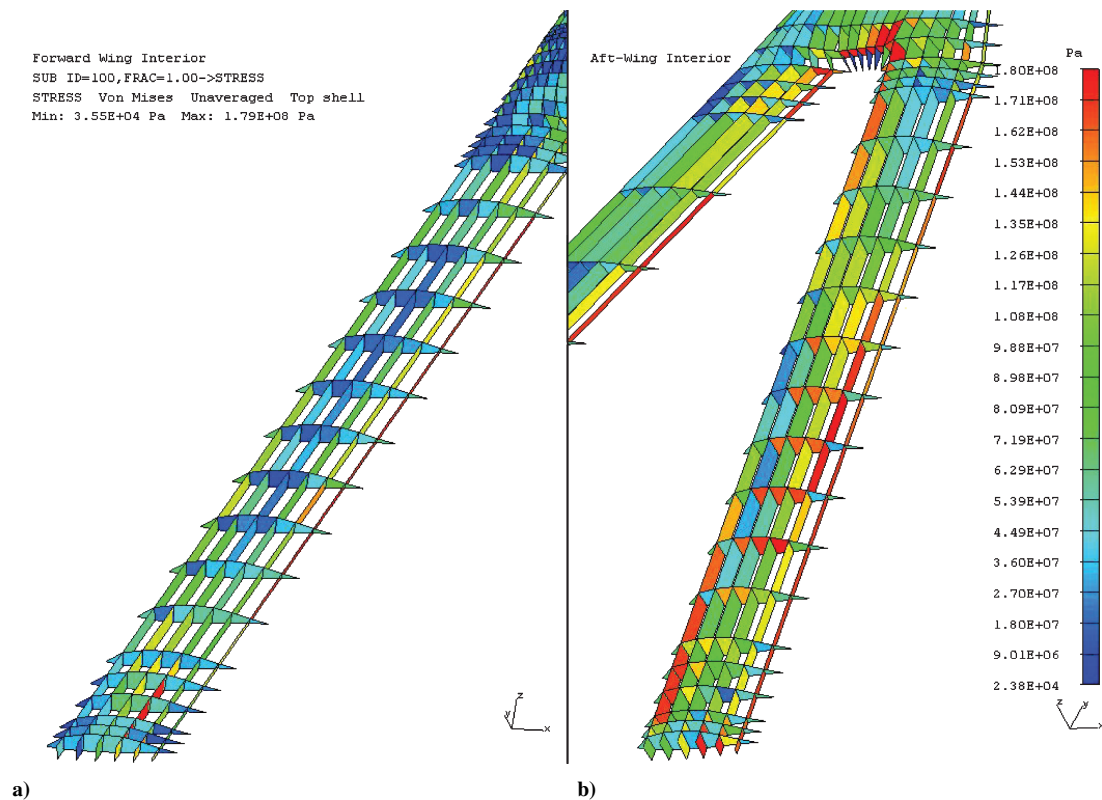 Forward Wing Interior
SUB ID=100,FRAC=1.00->STRESS
STRESS Von Mises Unaveraged Top shell
Min: 3.55E+04 Pa Max: 1.79E+08 Pa
z
y
x
a)
Aft-Wing Interior
Pa
1.80E+08
1.71E+08
1.62E+08
1.53E+08
1.44E+08
1.35E+08
1.26E+08
1.17E+08
1.08E+08
9.88E+07
8.98E+07
8.09E+07
7.19E+07
6.29E+07
5.39E+07
4.49E+07
3.60E+07
2.70E+07
1.80E+07
9.01E+06
2.38E+04
z
y
b)